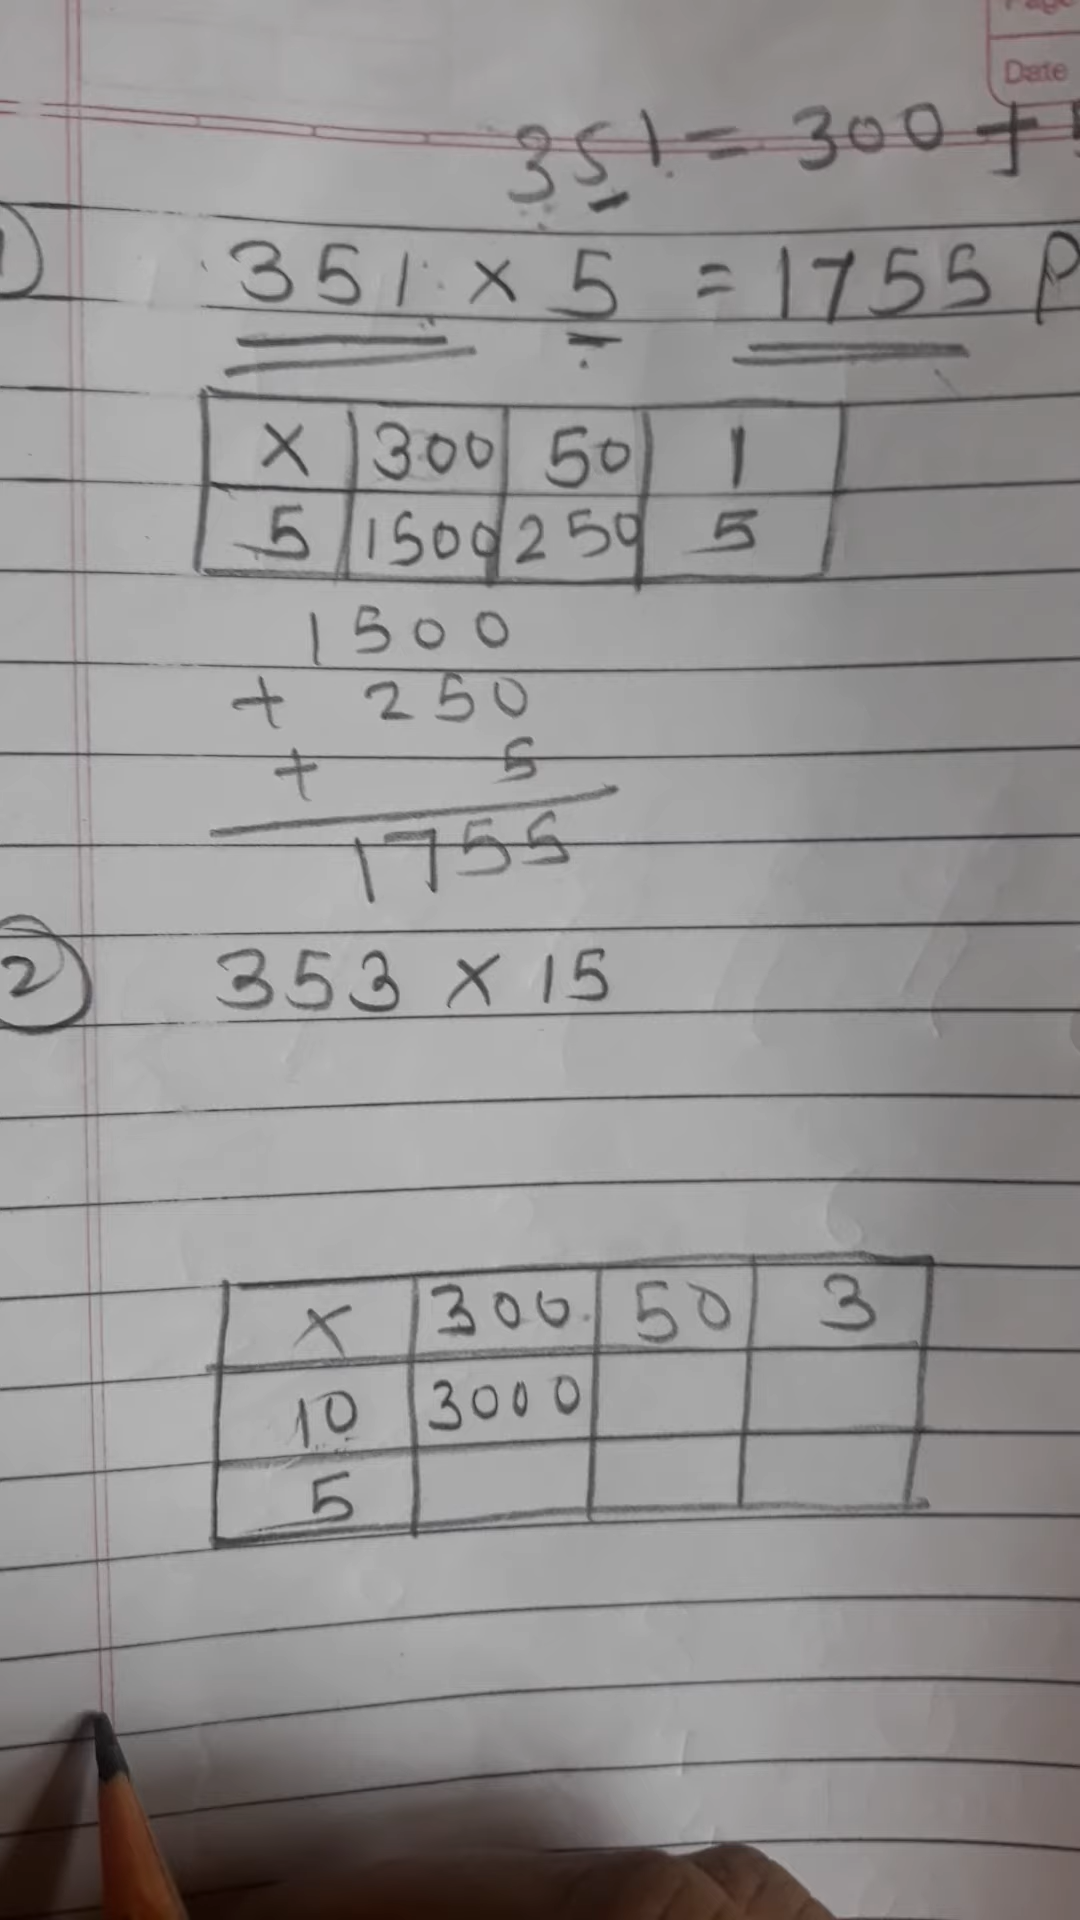 Page
Date
351 = 300 +
1) 351 × 5 = 1755 P
× 300 50 1
5 1500 250 5
1500
+ 250
+ 5
1755
2) 353 × 15
× 300 50 3
10 3000
5